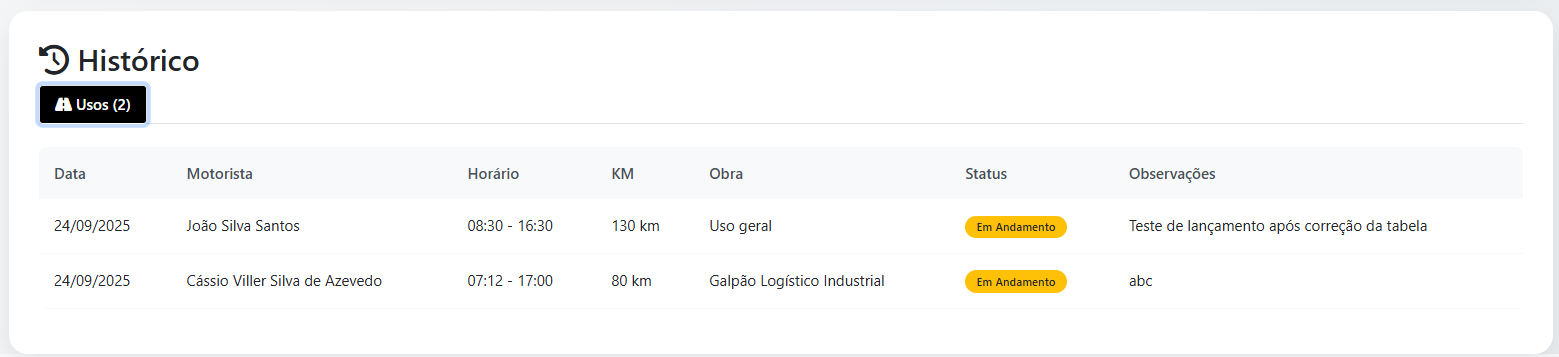 Histórico
Usos (2)
Data Motorista Horário KM Obra Status Observações
24/09/2025 João Silva Santos 08:30 - 16:30 130 km Uso geral Em Andamento Teste de lançamento após correção da tabela
24/09/2025 Cássio Viller Silva de Azevedo 07:12 - 17:00 80 km Galpão Logístico Industrial Em Andamento abc